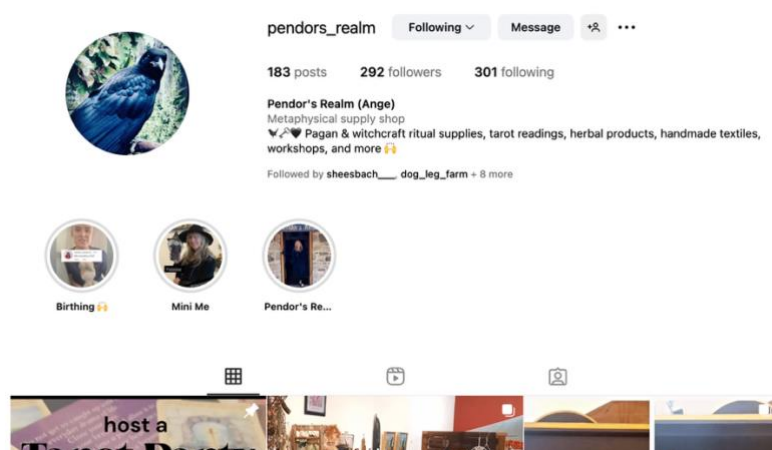 pendors_realm Following Message
183 posts 292 followers 301 following
Pendor's Realm (Ange)
Metaphysical supply shop
Pagan & witchcraft ritual supplies, tarot readings, herbal products, handmade textiles,
workshops, and more
Followed by sheesbach___, dog_leg_farm + 8 more
Birthing Mini Me Pendor's Re...
host a
Tarot Party